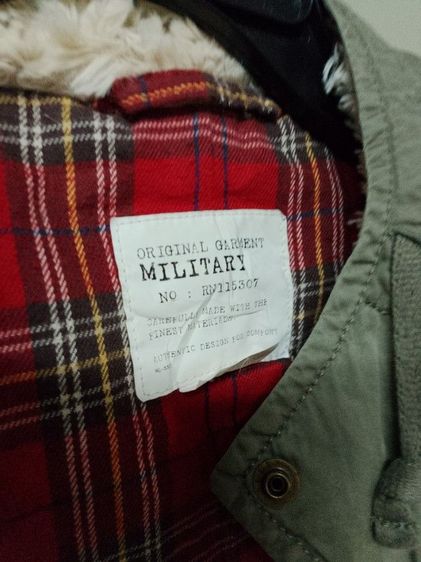 ORIGINAL GARMENT
MILITARY
NO : RN115307
CAREFULLY MADE WITH THE
FINEST MATERIALS
AUTHENTIC DESIGN FOR COMFORT